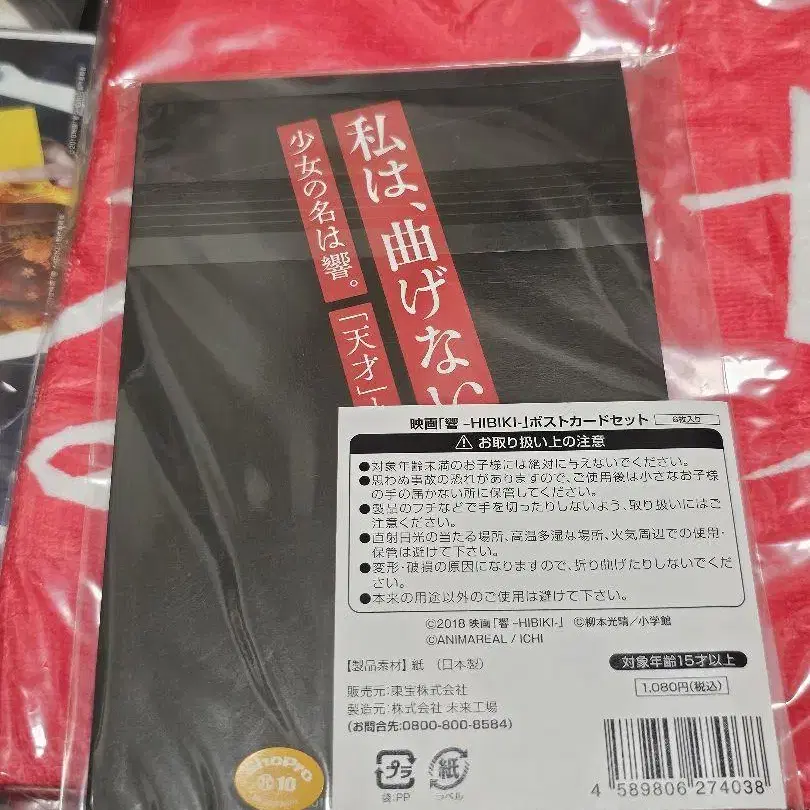 私は、曲げない
少女の名は響。
「天才」
映画「響 -HIBIKI-」ポストカードセット 6枚入り
お取り扱い上の注意
●対象年齢未満のお子様には絶対に与えないでください。
●思わぬ事故の恐れがありますので、ご使用後は小さなお子様
の手の届かない所に保管してください。
●製品のフチなどで手を切ったりしないよう、取り扱いにはご
注意ください。
●直射日光の当たる場所、高温多湿な場所、火気周辺での使用・
保管は避けて下さい。
●変形・破損の原因になりますので、折り曲げたりしないでくだ
さい。
●本来の用途以外のご使用は避けて下さい。
©2018 映画「響 -HIBIKI-」 ©柳本光晴/小学館
©ANIMAREAL / ICHI
【製品素材】紙 (日本製)
対象年齢15才以上
販売元:東宝株式会社
1,080円(税込)
製造元:株式会社 未来工場
(お問合先:0800-800-8584)
プラ
袋:PP
紙
ラベル
4 589806 274038
ShoPro
10